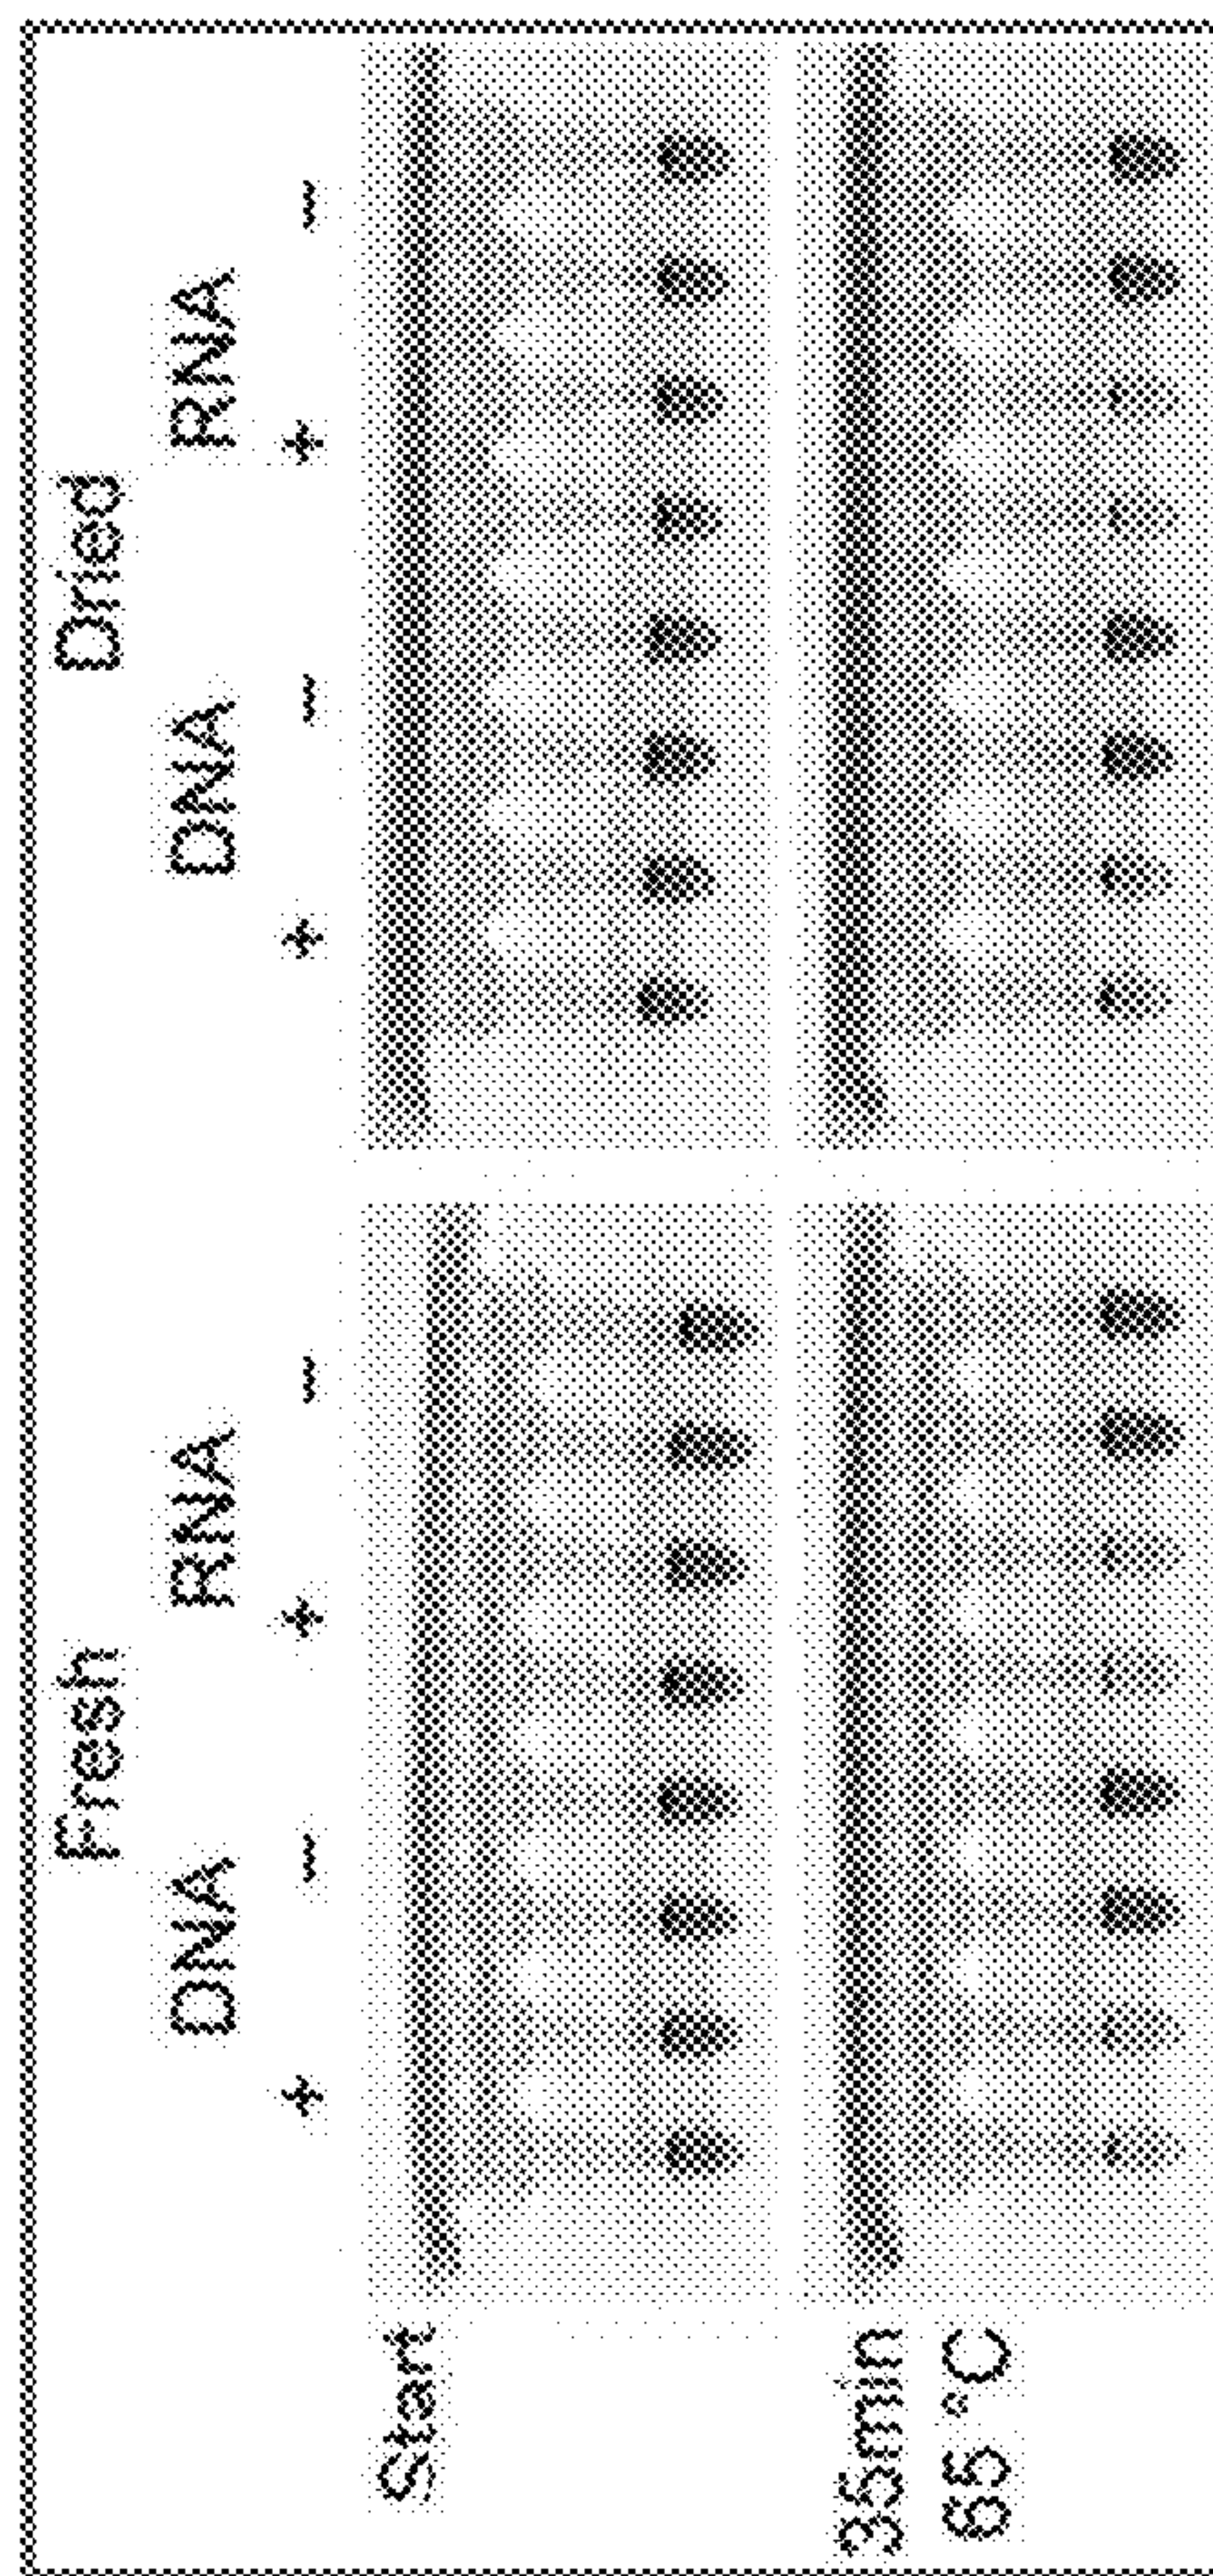 Fresh Dried
DNA RNA DNA RNA
+ - + - + - + -
Start
35min
65 °C